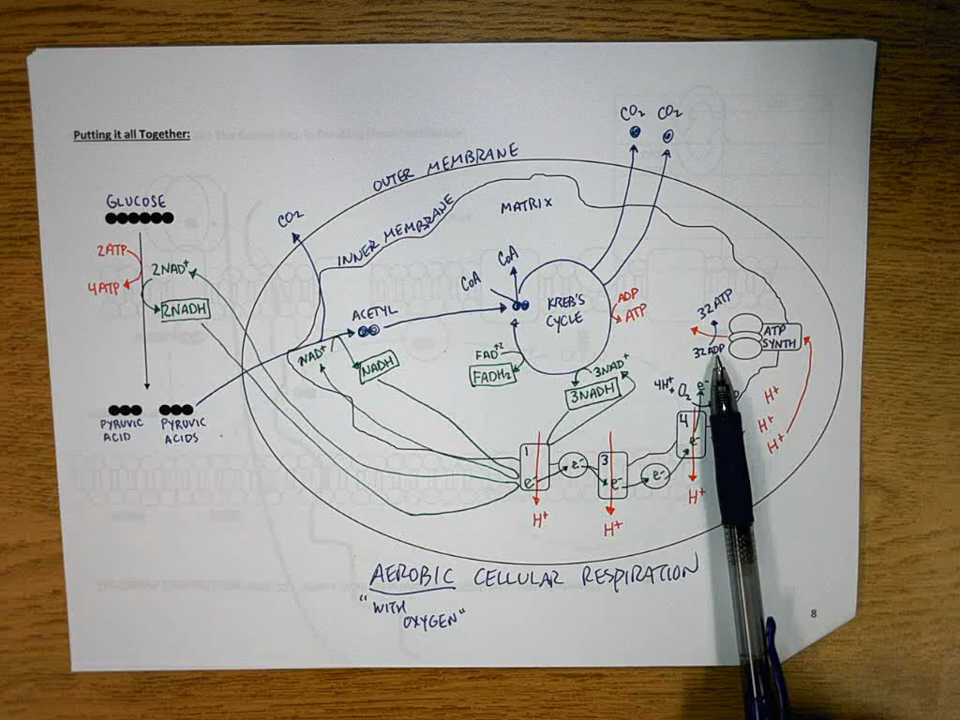 Putting it all Together:
GLUCOSE
2ATP
4ATP
2NAD+
2NADH
PYRUVIC
ACID
PYRUVIC
ACIDS
CO2
OUTER MEMBRANE
INNER MEMBRANE
MATRIX
CO2 CO2
ACETYL
NAD+
NADH
CoA
CoA
KREB'S
CYCLE
ADP
ATP
FAD+2
FADH2
3NAD+
3NADH
32ATP
32ADP
ATP
SYNTH
4H+ O2 e-
1
e-
e-
3
e-
e-
4
e-
H+
H+
H+
H+
H+
H+
AEROBIC CELLULAR RESPIRATION
"WITH
OXYGEN"
8